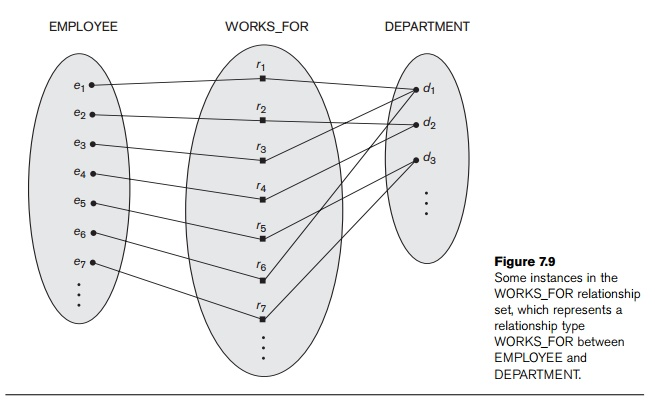 EMPLOYEE
WORKS_FOR
DEPARTMENT
e1
e2
e3
e4
e5
e6
e7
r1
r2
r3
r4
r5
r6
r7
d1
d2
d3
Figure 7.9
Some instances in the
WORKS_FOR relationship
set, which represents a
relationship type
WORKS_FOR between
EMPLOYEE and
DEPARTMENT.